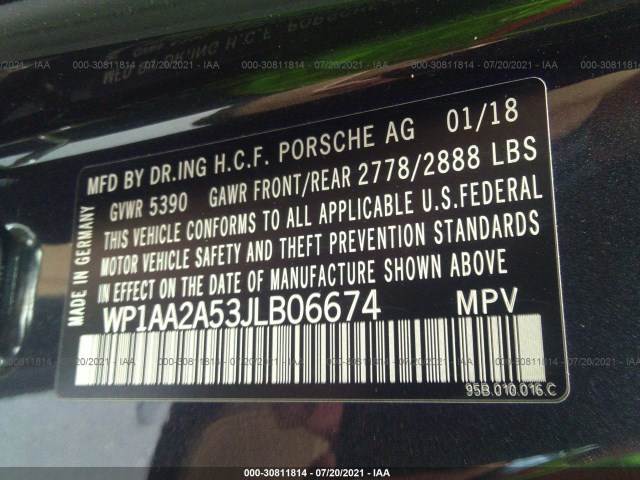 000-30811814 · 07/20/2021 - IAA
MFD BY DR.ING H.C.F. PORSCHE AG 01/18
GVWR 5390 GAWR FRONT/REAR 2778/2888 LBS
THIS VEHICLE CONFORMS TO ALL APPLICABLE U.S.FEDERAL
MOTOR VEHICLE SAFETY AND THEFT PREVENTION STANDARDS
IN EFFECT ON THE DATE OF MANUFACTURE SHOWN ABOVE
WP1AA2A53JLB06674 MPV
95B.010.016.C
MADE IN GERMANY
000-30811814 - 07/20/2021 - IAA